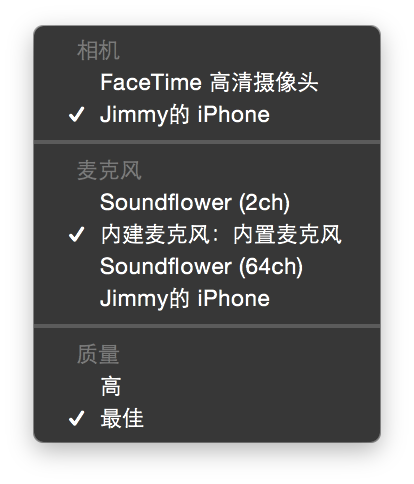 相机
FaceTime 高清摄像头
Jimmy的 iPhone
麦克风
Soundflower (2ch)
内建麦克风：内置麦克风
Soundflower (64ch)
Jimmy的 iPhone
质量
高
最佳